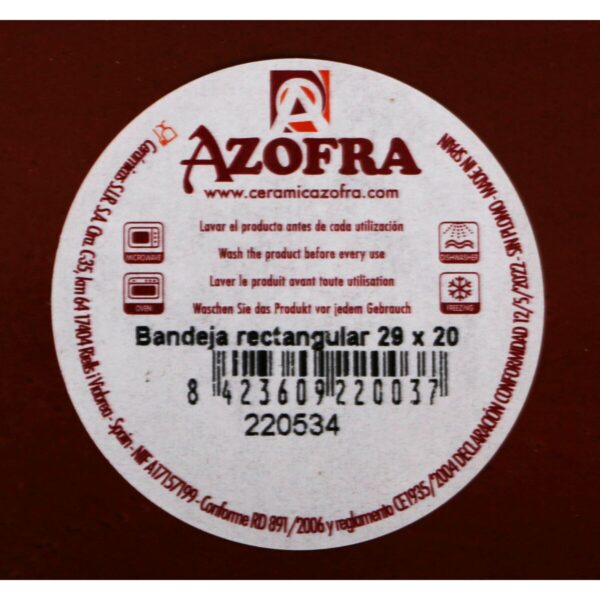 AZOFRA
www.ceramicazofra.com
Lavar el producto antes de cada utilización
Wash the product before every use
Laver le produit avant toute utilisation
Waschen Sie das Produkt vor jedem Gebrauch
MICROWAVE
OVEN
DISHWASHER
FREEZING
Bandeja rectangular 29 x 20
8 423609 220037
220534
Cerámicas S.J.R. S.A. Ctra. C-35, km 64 17404 Riells i Viabrea - Spain - NIF A17157199 - Conforme RD 891/2006 y reglamento CE1935/2004 DECLARACIÓN CONFORMIDAD 12/5/2022 - SIN PLOMO - MADE IN SPAIN